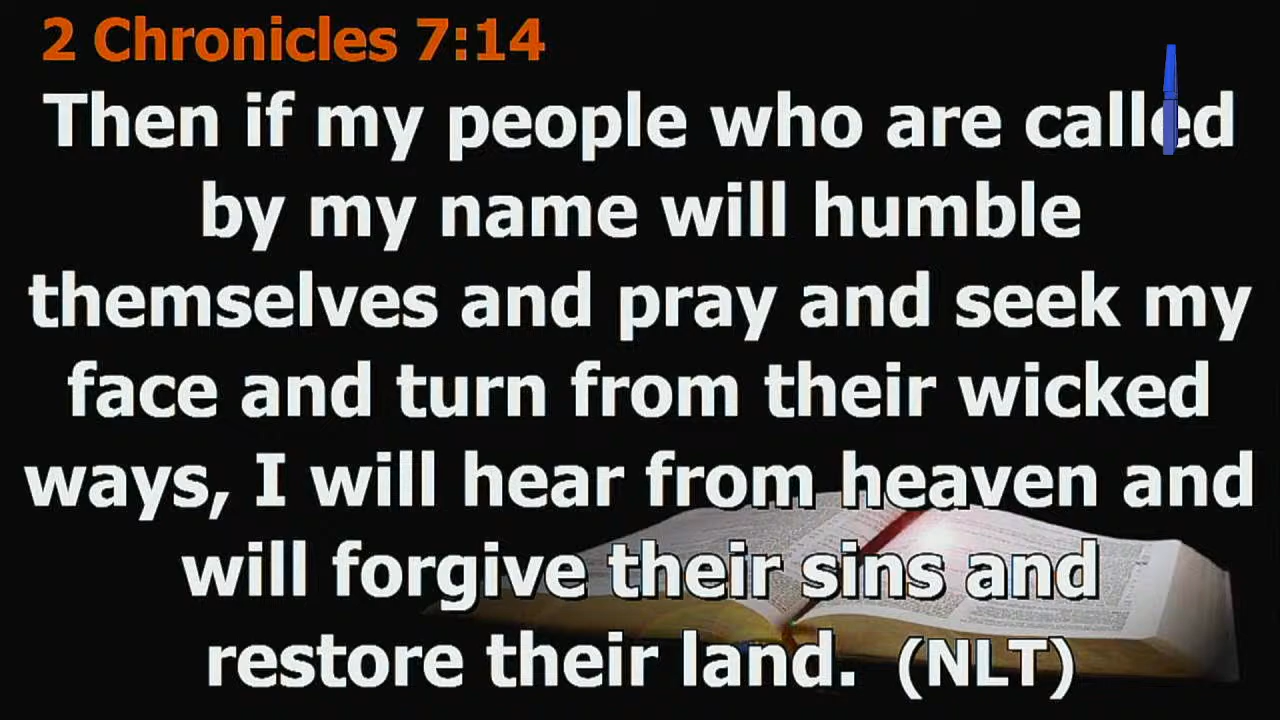 2 Chronicles 7:14
Then if my people who are called
by my name will humble
themselves and pray and seek my
face and turn from their wicked
ways, I will hear from heaven and
will forgive their sins and
restore their land. (NLT)